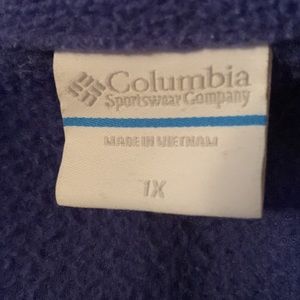 Columbia
Sportswear Company
MADE IN VIETNAM
1X